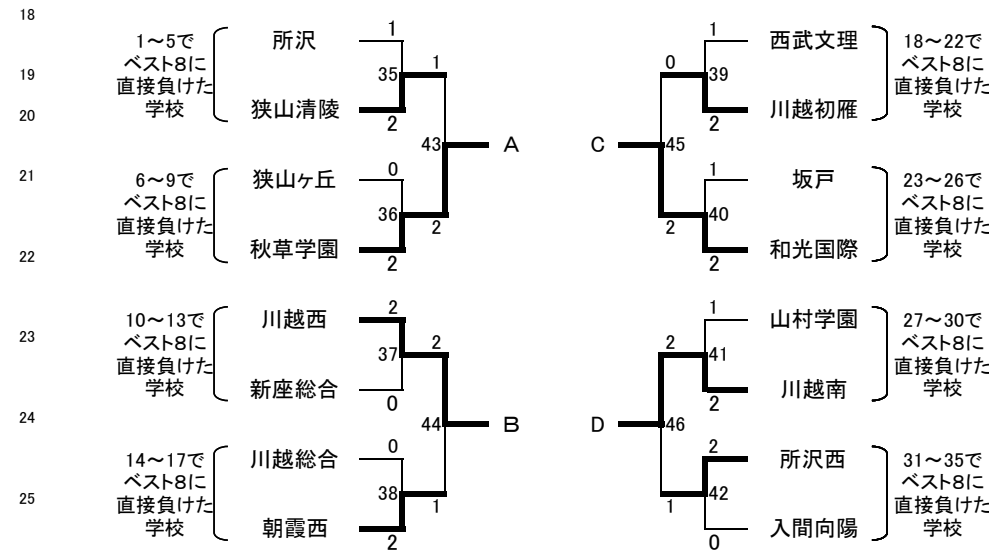 18
19
20
21
22
23
24
25
1～5で
ベスト8に
直接負けた
学校
所沢
狭山清陵
1
35
2
1
6～9で
ベスト8に
直接負けた
学校
狭山ヶ丘
秋草学園
0
36
2
2
43
A
10～13で
ベスト8に
直接負けた
学校
川越西
新座総合
2
37
0
2
14～17で
ベスト8に
直接負けた
学校
川越総合
朝霞西
0
38
2
1
44
B
C
45
0
1
39
2
西武文理
川越初雁
18～22で
ベスト8に
直接負けた
学校
2
1
40
2
坂戸
和光国際
23～26で
ベスト8に
直接負けた
学校
D
46
2
1
41
2
山村学園
川越南
27～30で
ベスト8に
直接負けた
学校
1
2
42
0
所沢西
入間向陽
31～35で
ベスト8に
直接負けた
学校